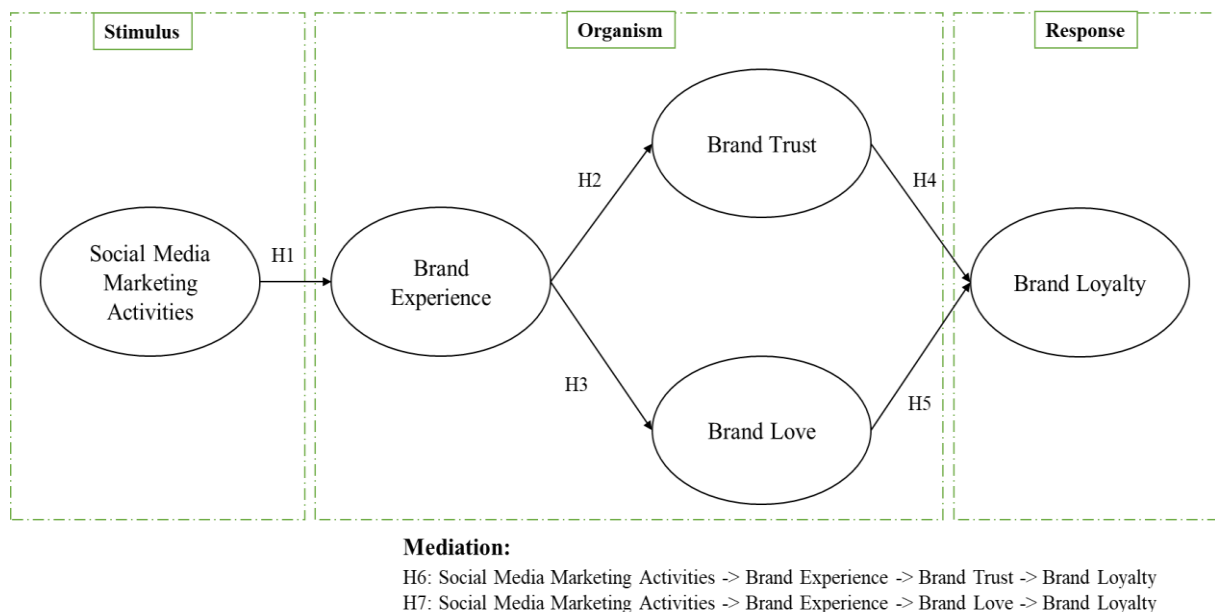 Stimulus
Organism
Response
Brand Trust
H2
H4
Social Media
Marketing
Activities
H1
Brand
Experience
Brand Loyalty
H3
H5
Brand Love
Mediation:
H6: Social Media Marketing Activities -> Brand Experience -> Brand Trust -> Brand Loyalty
H7: Social Media Marketing Activities -> Brand Experience -> Brand Love -> Brand Loyalty